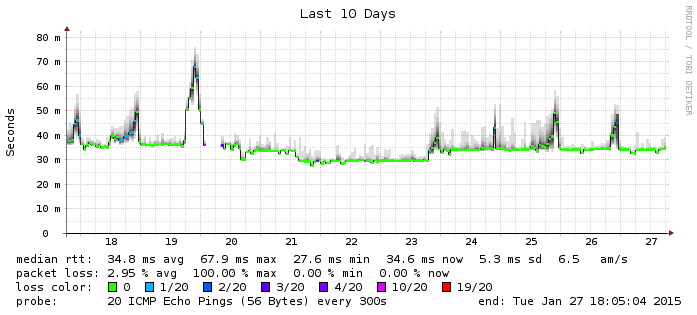 Last 10 Days
RRDTOOL / TOBI OETIKER
Seconds
80 m
70 m
60 m
50 m
40 m
30 m
20 m
10 m
0
18 19 20 21 22 23 24 25 26 27
median rtt: 34.8 ms avg 67.9 ms max 27.6 ms min 34.6 ms now 5.3 ms sd 6.5 am/s
packet loss: 2.95 % avg 100.00 % max 0.00 % min 0.00 % now
loss color: 0 1/20 2/20 3/20 4/20 10/20 19/20
probe: 20 ICMP Echo Pings (56 Bytes) every 300s end: Tue Jan 27 18:05:04 2015